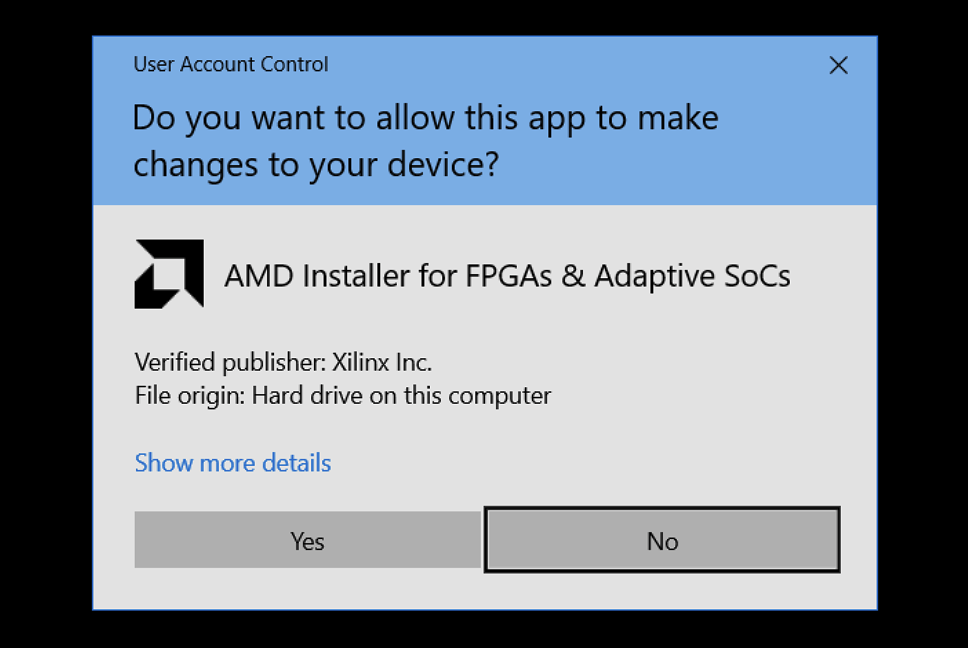 User Account Control
Do you want to allow this app to make
changes to your device?
AMD Installer for FPGAs & Adaptive SoCs
Verified publisher: Xilinx Inc.
File origin: Hard drive on this computer
Show more details
Yes
No